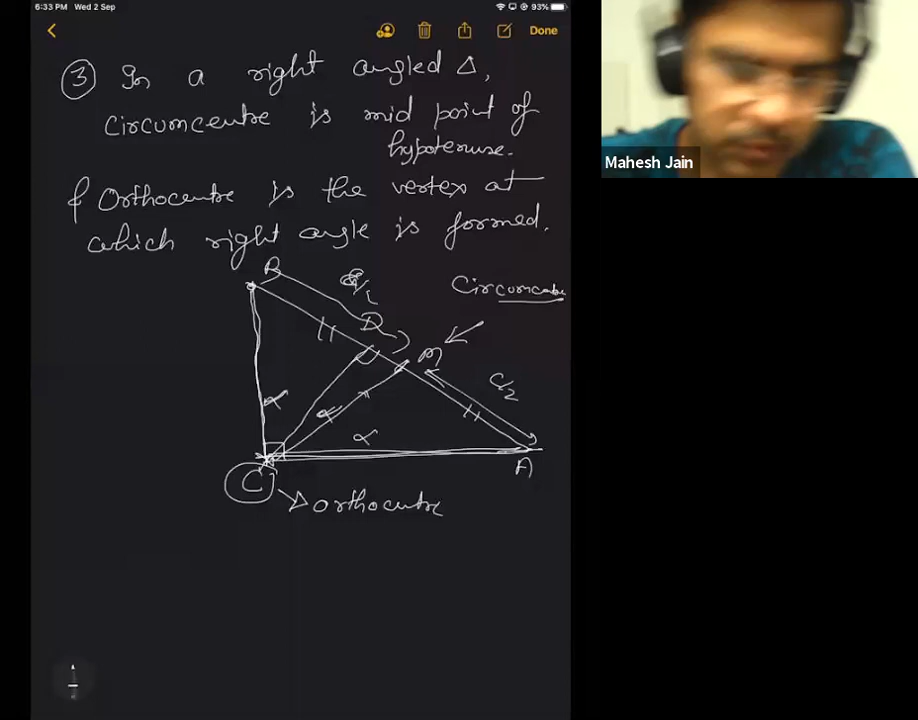 6:33 PM Wed 2 Sep
93%
Done
Mahesh Jain
③ In a right angled Δ,
circumcentre is mid point of
hypotenuse.
& Orthocentre is the vertex at
which right angle is formed.
B
Circumcentre
D
M
C/2
A
C
Orthocentre